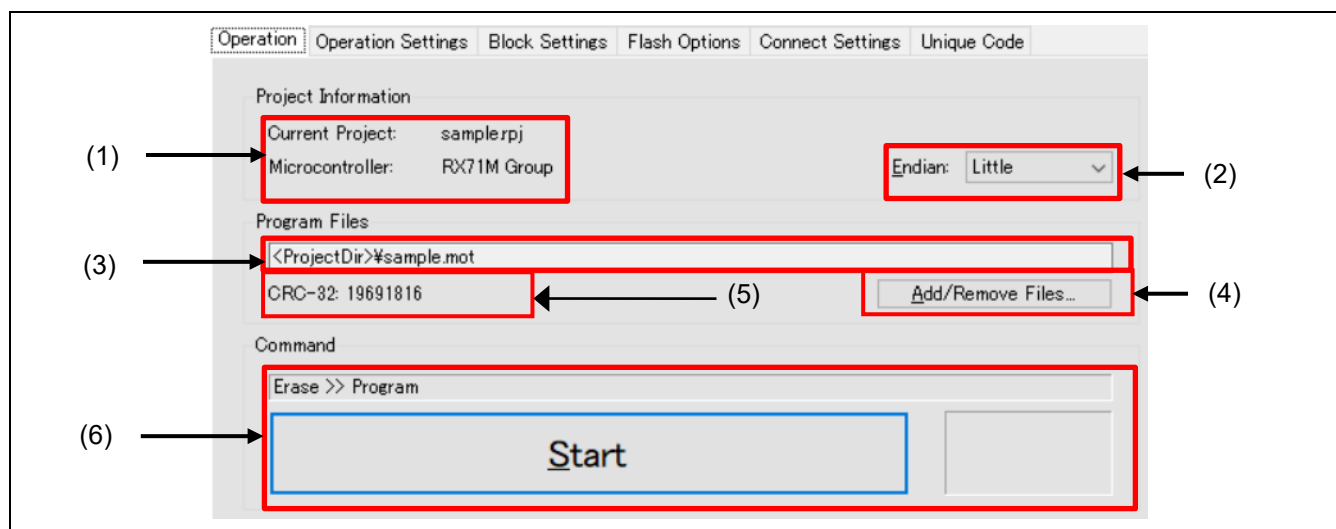 Operation Operation Settings Block Settings Flash Options Connect Settings Unique Code
Project Information
Current Project: sample.rpj
(1)
Microcontroller: RX71M Group
Endian: Little
(2)
Program Files
<ProjectDir>¥sample.mot
(3)
CRC-32: 19691816
(5)
Add/Remove Files...
(4)
Command
Erase >> Program
(6)
Start